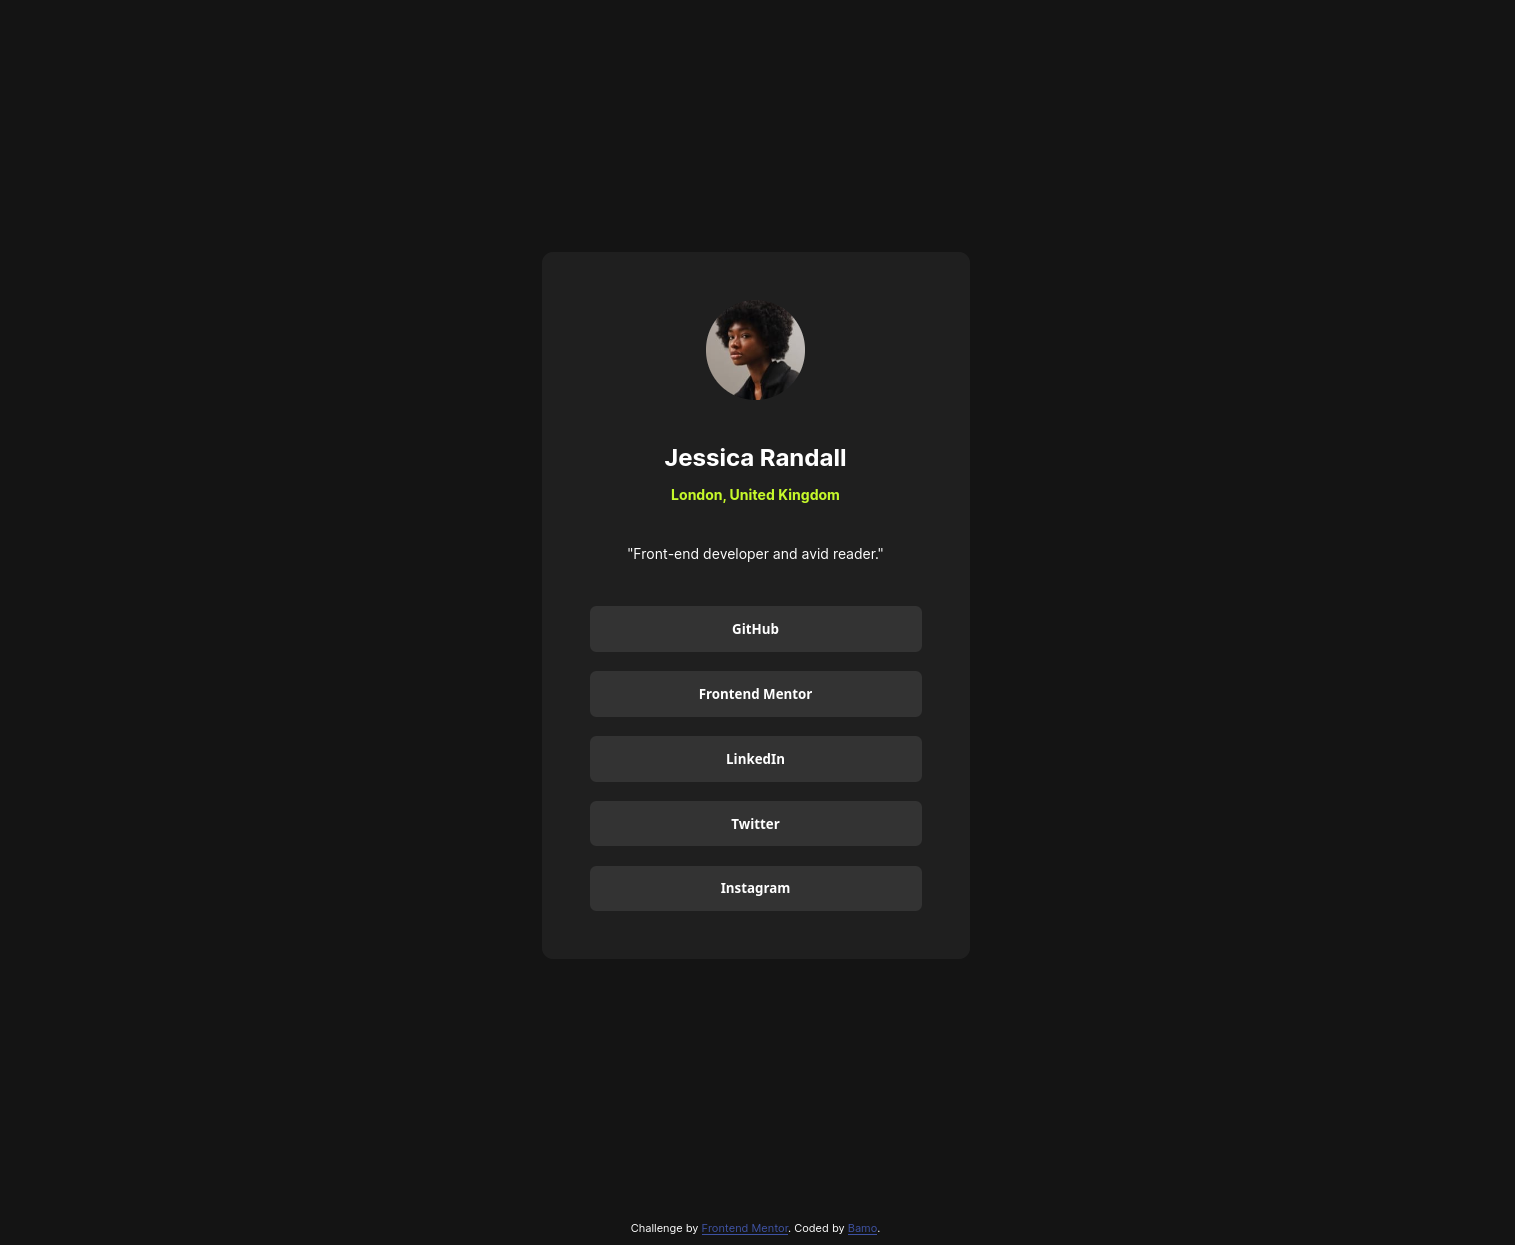 Jessica Randall
London, United Kingdom
"Front-end developer and avid reader."
GitHub
Frontend Mentor
LinkedIn
Twitter
Instagram
Challenge by Frontend Mentor. Coded by Bamo.